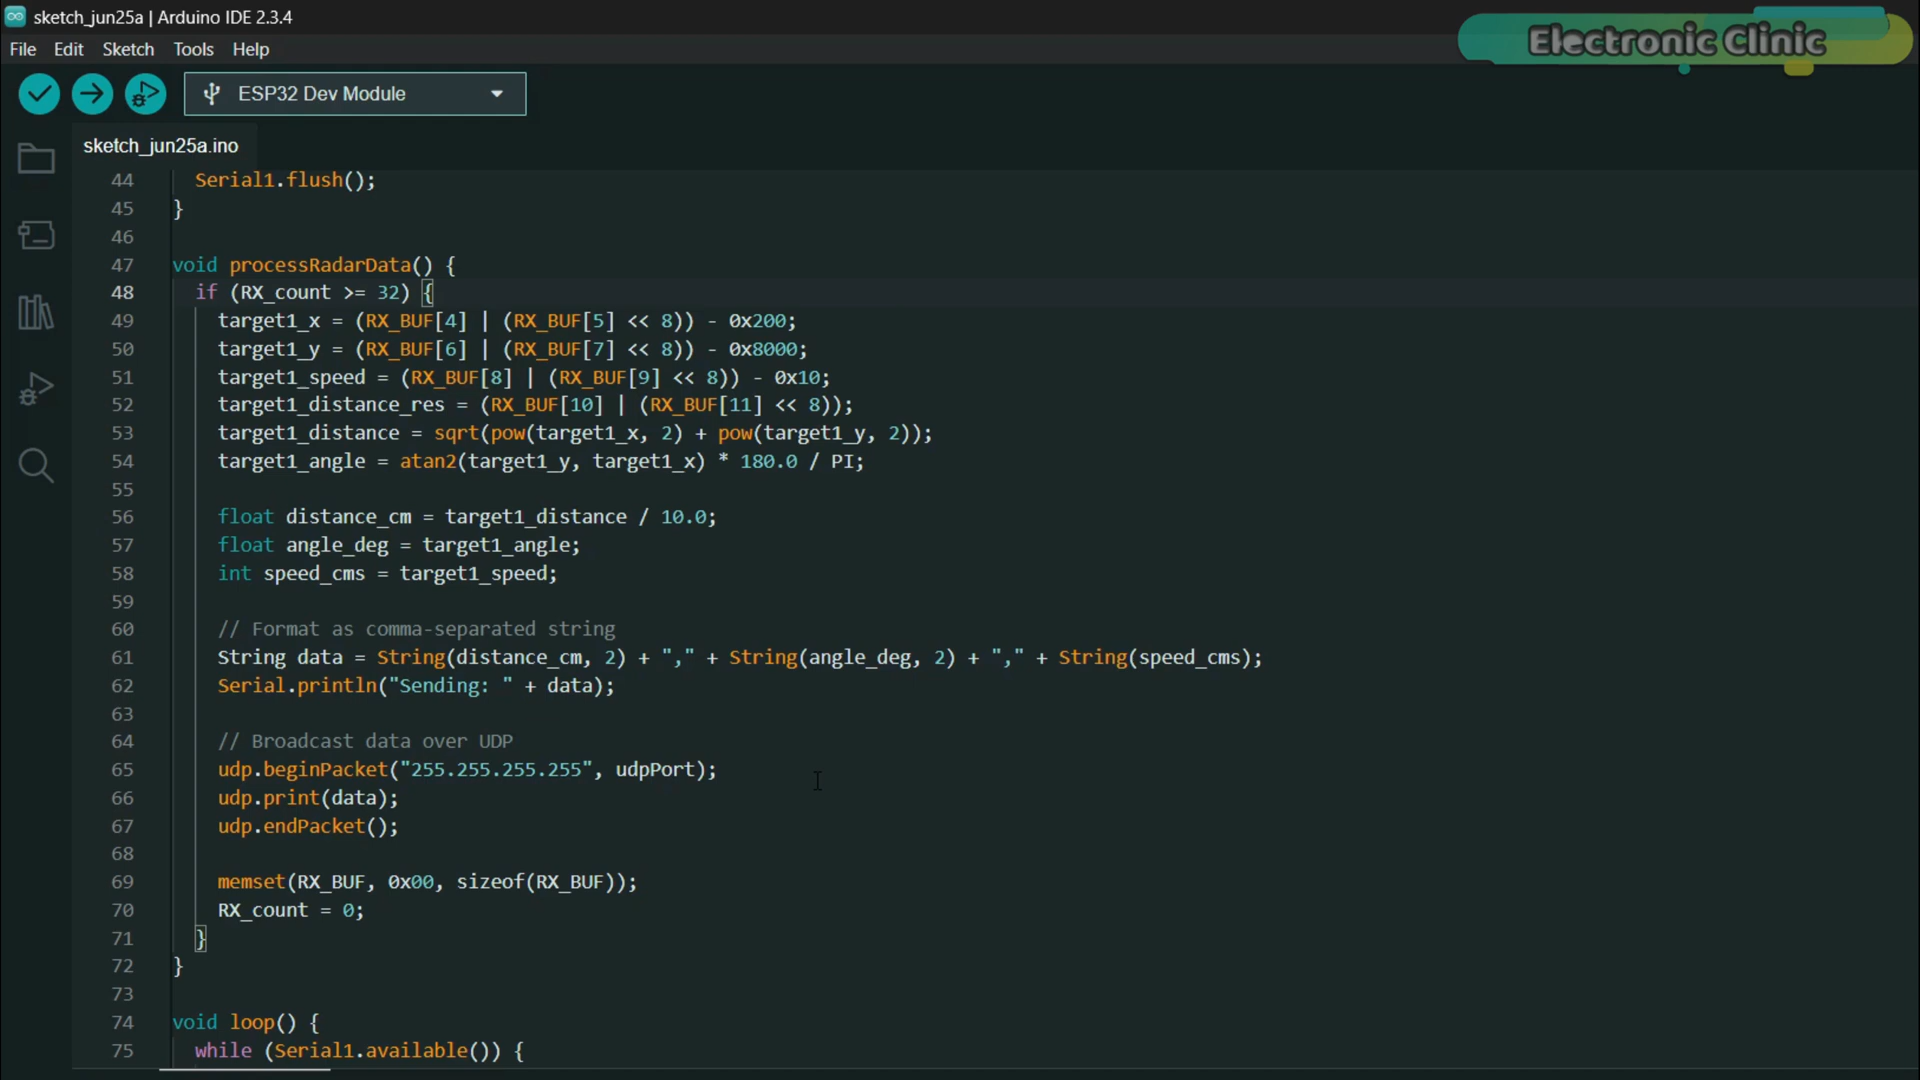 sketch_jun25a | Arduino IDE 2.3.4
Electronic Clinic
File Edit Sketch Tools Help
ESP32 Dev Module
sketch_jun25a.ino
44 Serial1.flush();
45 }
46
47 void processRadarData() {
48 if (RX_count >= 32) {
49 target1_x = (RX_BUF[4] | (RX_BUF[5] << 8)) - 0x200;
50 target1_y = (RX_BUF[6] | (RX_BUF[7] << 8)) - 0x8000;
51 target1_speed = (RX_BUF[8] | (RX_BUF[9] << 8)) - 0x10;
52 target1_distance_res = (RX_BUF[10] | (RX_BUF[11] << 8));
53 target1_distance = sqrt(pow(target1_x, 2) + pow(target1_y, 2));
54 target1_angle = atan2(target1_y, target1_x) * 180.0 / PI;
55
56 float distance_cm = target1_distance / 10.0;
57 float angle_deg = target1_angle;
58 int speed_cms = target1_speed;
59
60 // Format as comma-separated string
61 String data = String(distance_cm, 2) + "," + String(angle_deg, 2) + "," + String(speed_cms);
62 Serial.println("Sending: " + data);
63
64 // Broadcast data over UDP
65 udp.beginPacket("255.255.255.255", udpPort);
66 udp.print(data);
67 udp.endPacket();
68
69 memset(RX_BUF, 0x00, sizeof(RX_BUF));
70 RX_count = 0;
71 }
72 }
73
74 void loop() {
75 while (Serial1.available()) {